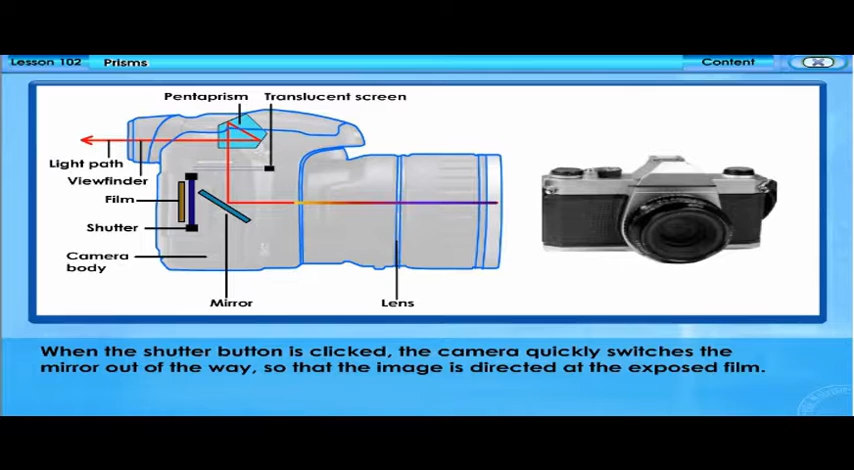 Lesson 102 Prisms Content
Pentaprism Translucent screen
Light path
Viewfinder
Film
Shutter
Camera
body
Mirror Lens
When the shutter button is clicked, the camera quickly switches the
mirror out of the way, so that the image is directed at the exposed film.